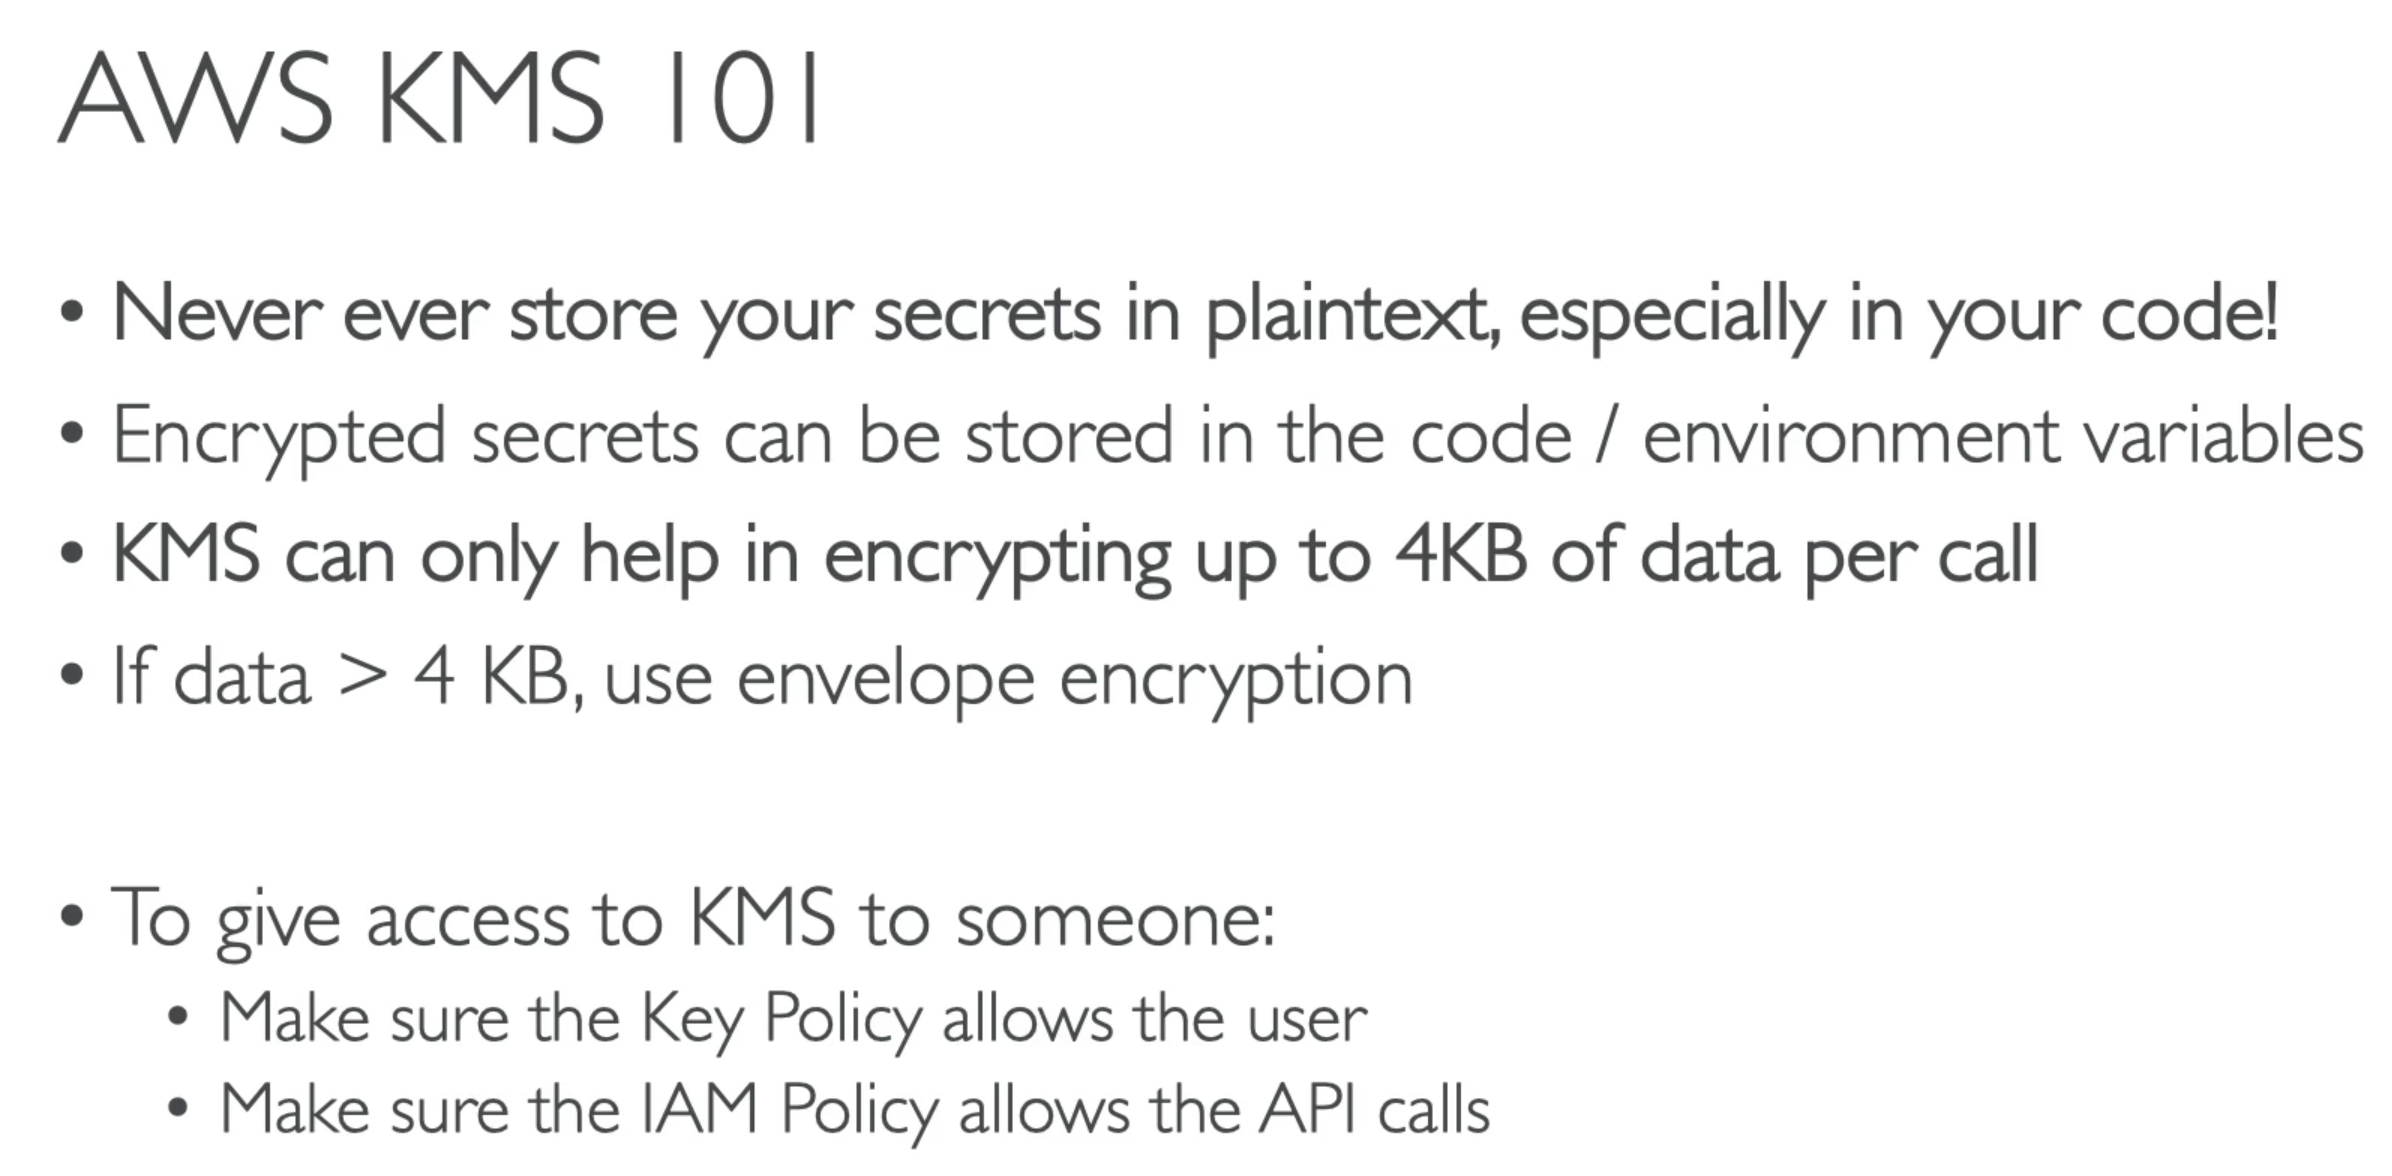 AWS KMS 101
• Never ever store your secrets in plaintext, especially in your code!
• Encrypted secrets can be stored in the code / environment variables
• KMS can only help in encrypting up to 4KB of data per call
• If data > 4 KB, use envelope encryption
• To give access to KMS to someone:
• Make sure the Key Policy allows the user
• Make sure the IAM Policy allows the API calls